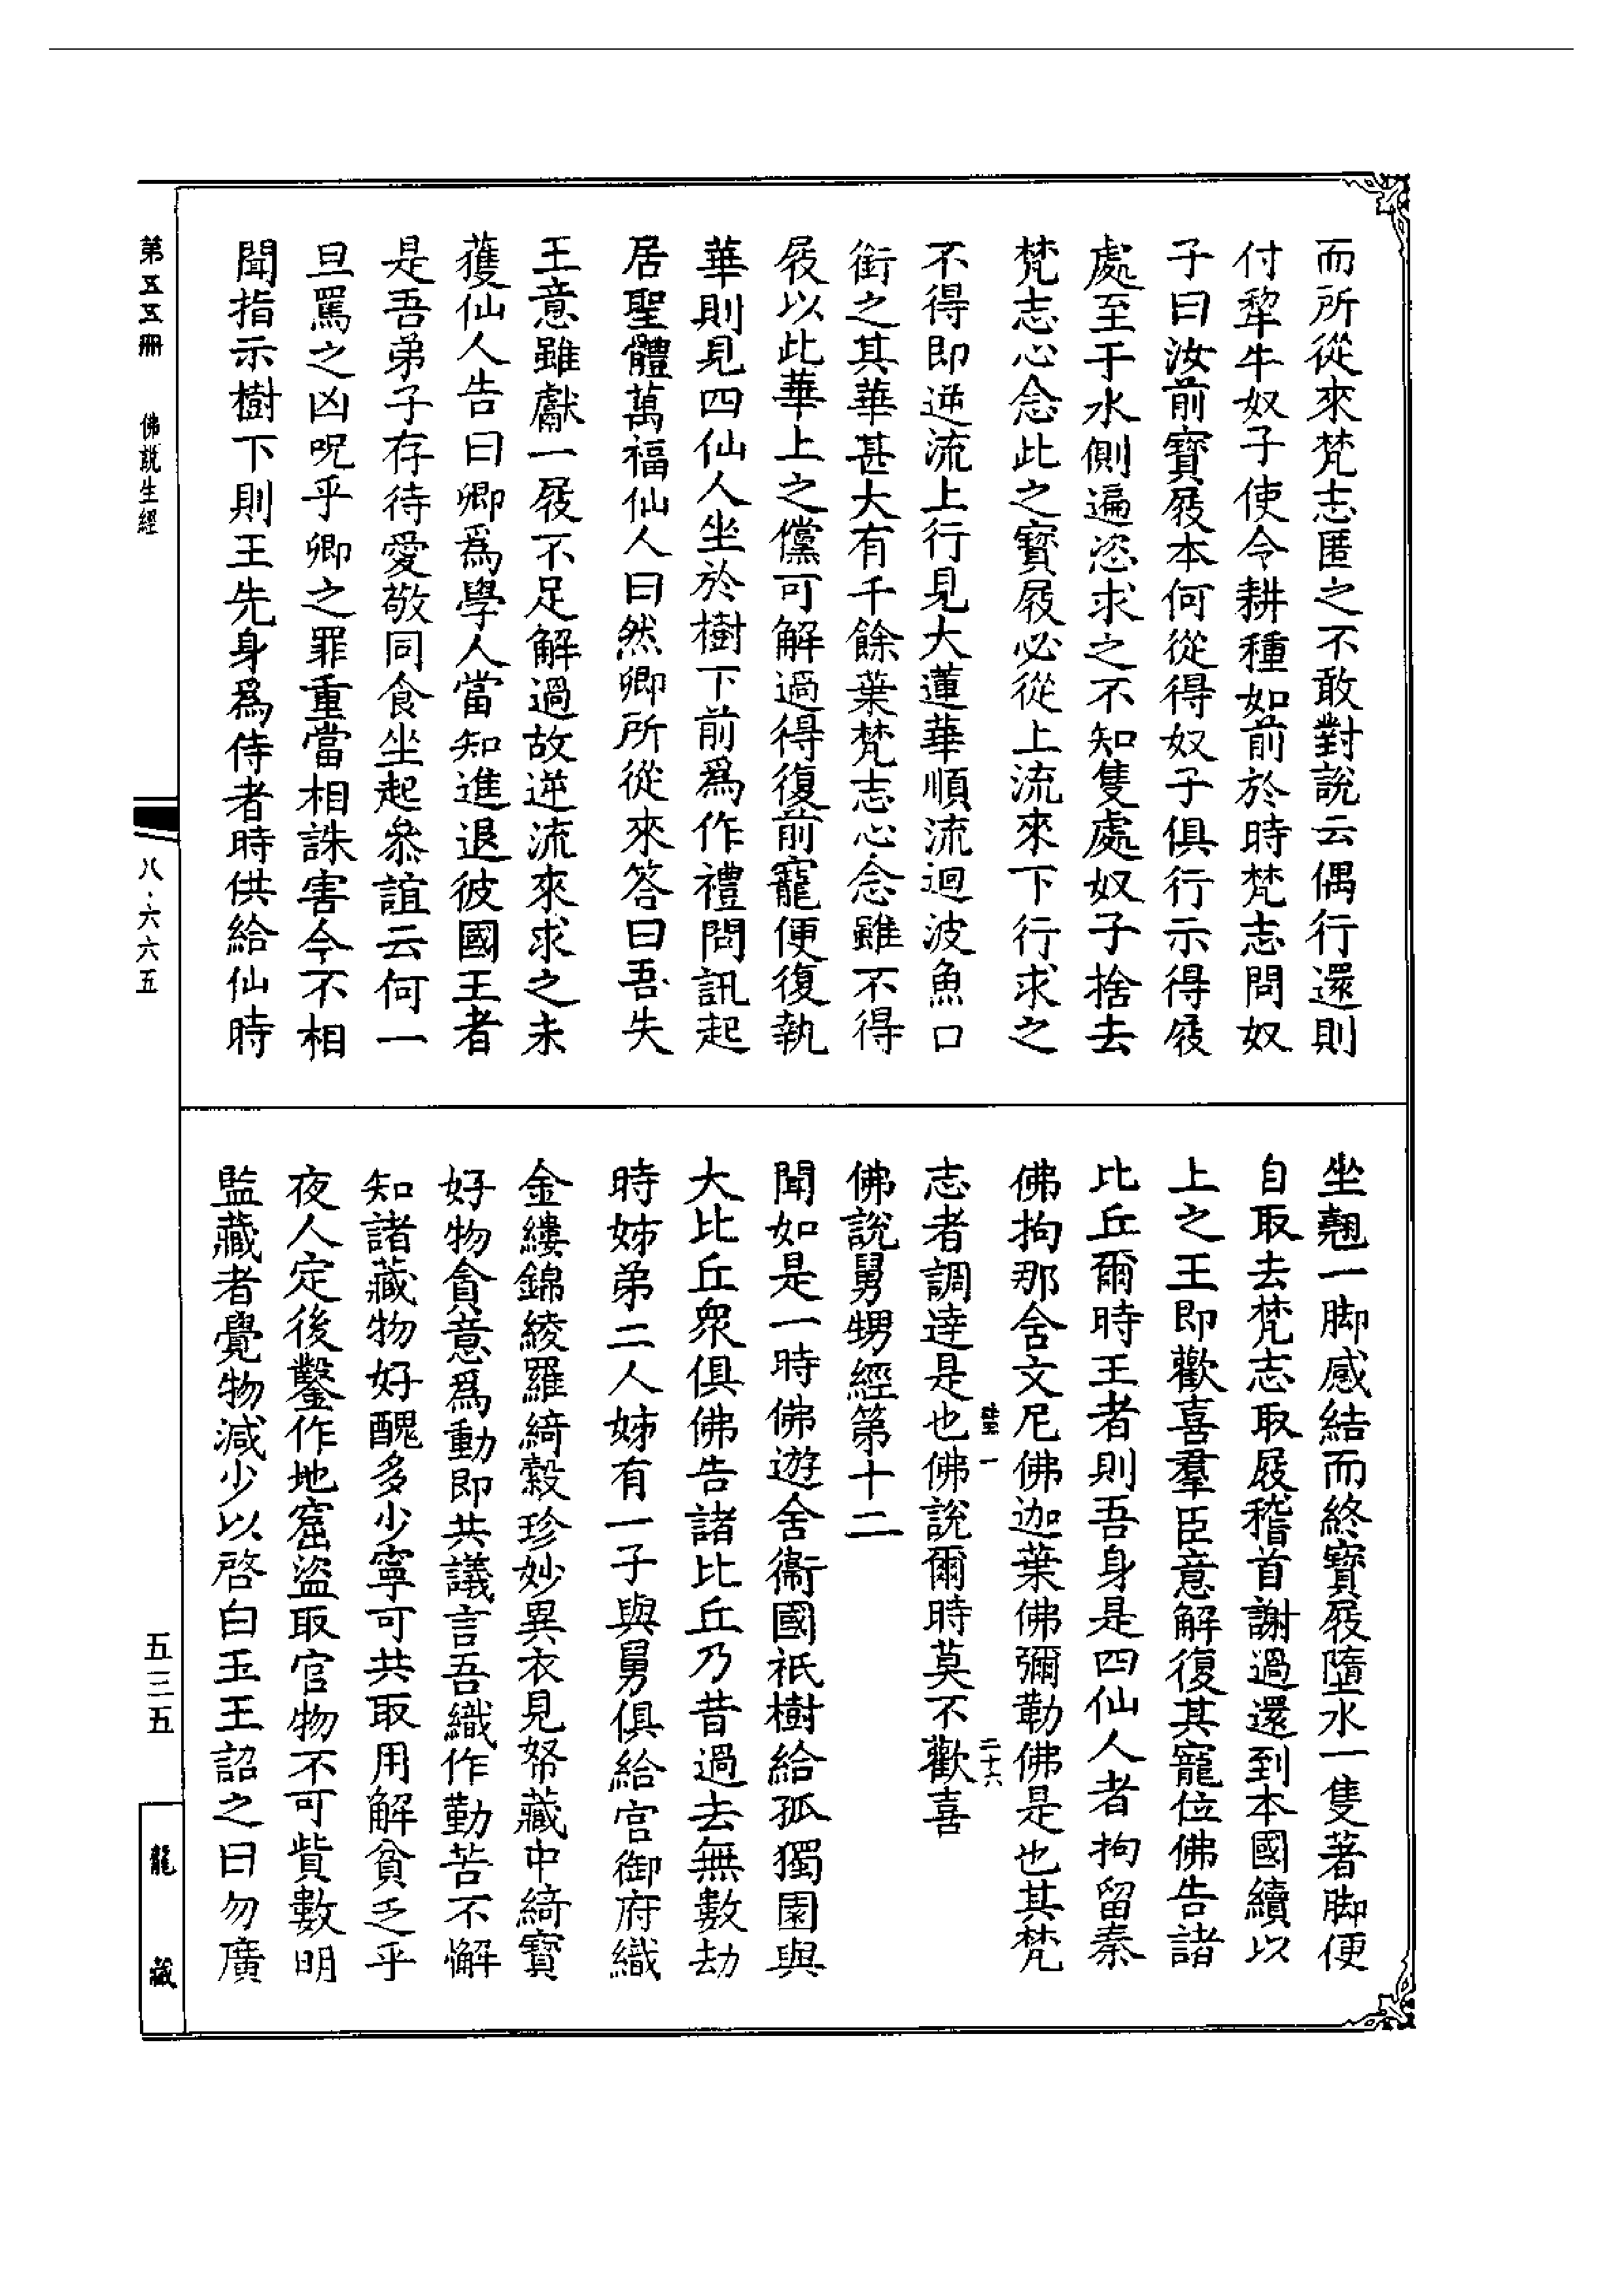 而所從來梵志匿之不敢對說云偶行還則
付犂牛奴子使令耕種如前於時梵志問奴
子曰汝前寶屐本何從得奴子俱行示得屐
處至于水側遍恣求之不知隻處奴子捨去
梵志心念此之寶屐必從上流來下行求之
不得即逆流上行見大蓮華順流迴波魚口
銜之其華甚大有千餘葉梵志心念雖不得
屐以此華上之儻可解過得復前寵便復執
華則見四仙人坐於樹下前爲作禮問訊起
居聖體萬福仙人曰然卿所從來答曰吾失
王意雖獻一屐不足解過故逆流來求之未
獲仙人告曰卿爲學人當知進退彼國王者
是吾弟子存待愛敬同食坐起叅誼云何一
旦罵之凶呪乎卿之罪重當相誅害今不相
聞指示樹下則王先身爲侍者時供給仙時
坐翹一脚感結而終寶屐墮水一隻著脚便
自取去梵志取屐稽首謝過還到本國續以
上之王即歡喜羣臣意解復其寵位佛告諸
比丘爾時王者則吾身是四仙人者拘留秦
佛拘那含文尼佛迦葉佛彌勒佛是也其梵
一 二十六
志者調達是也佛說爾時莫不歡喜
佛說舅甥經第十二
聞如是一時佛遊舍衞國祇樹給孤獨園與
大比丘衆俱佛告諸比丘乃昔過去無數劫
時姊弟二人姊有一子與舅俱給官御府織
金縷錦綾羅綺縠珍妙異衣見帑藏中綺寶
好物貪意爲動即共議言吾織作勤苦不懈
知諸藏物好醜多少寧可共取用解貧乏乎
夜人定後鑿作地窟盜取官物不可貲數明
監藏者覺物減少以啓白王王詔之曰勿廣
第五五冊 佛說生經
八·六六五
五三五
龍藏